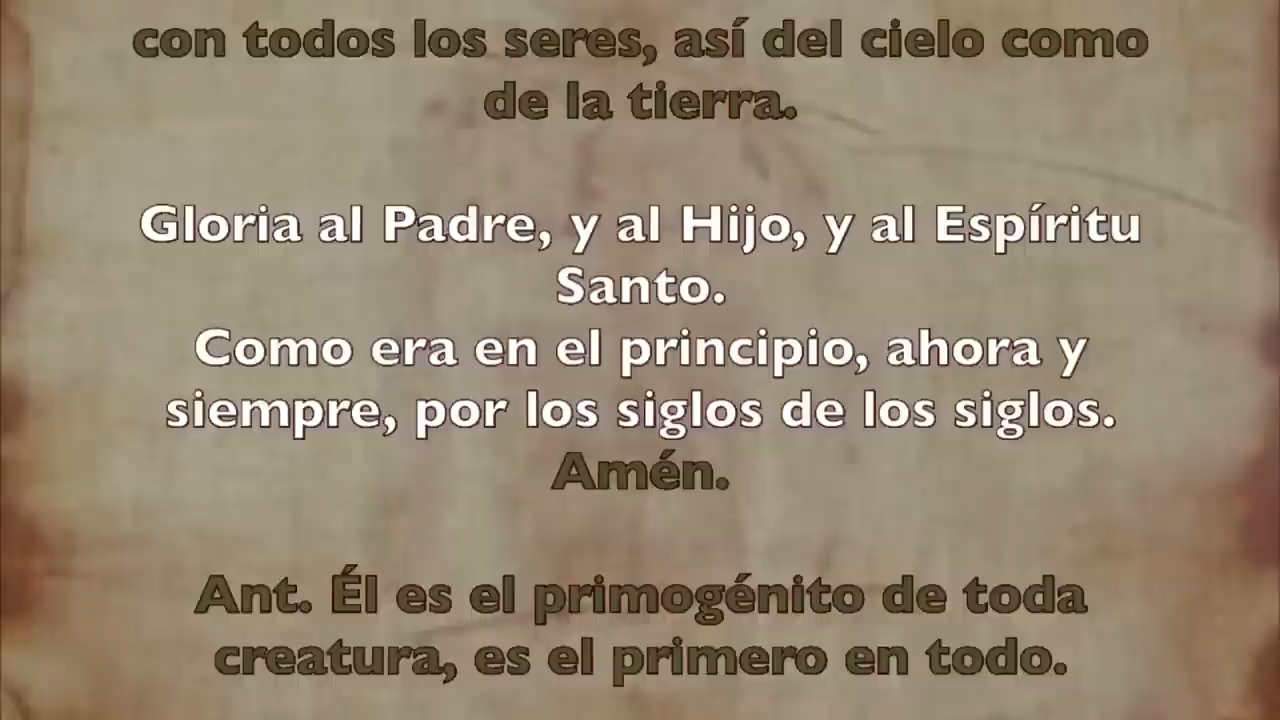 con todos los seres, así del cielo como
de la tierra.
Gloria al Padre, y al Hijo, y al Espíritu
Santo.
Como era en el principio, ahora y
siempre, por los siglos de los siglos.
Amén.
Ant. Él es el primogénito de toda
creatura, es el primero en todo.